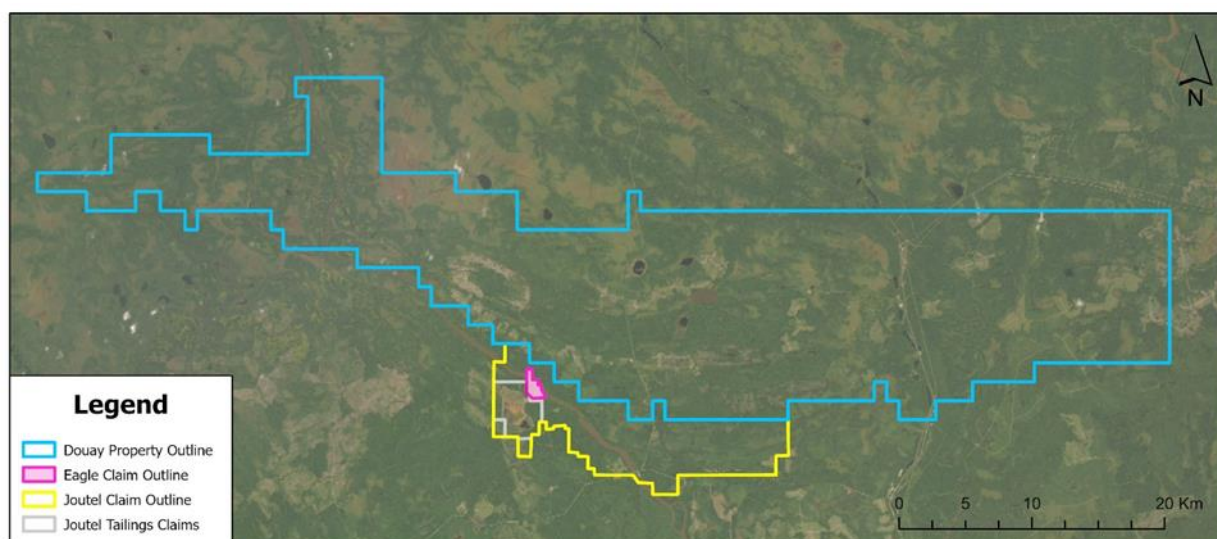 N
Legend
Douay Property Outline
Eagle Claim Outline
Joutel Claim Outline
Joutel Tailings Claims
0 5 10 20 Km